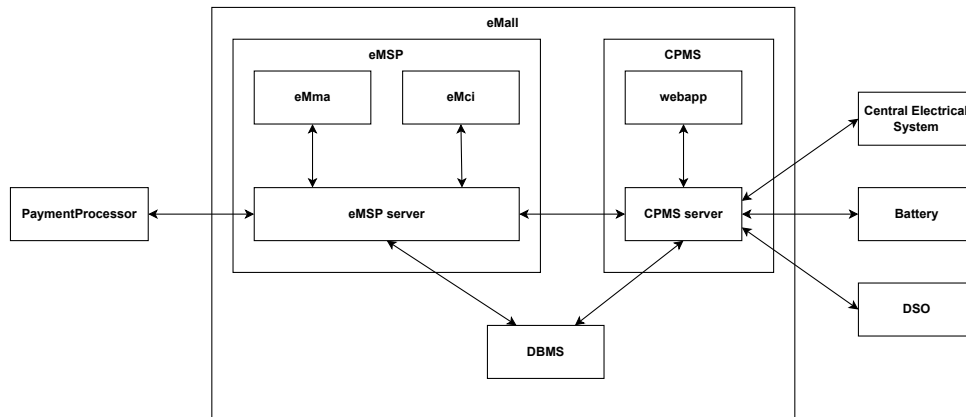 eMall
eMSP
CPMS
eMma
eMci
webapp
Central Electrical
System
PaymentProcessor
eMSP server
CPMS server
Battery
DSO
DBMS